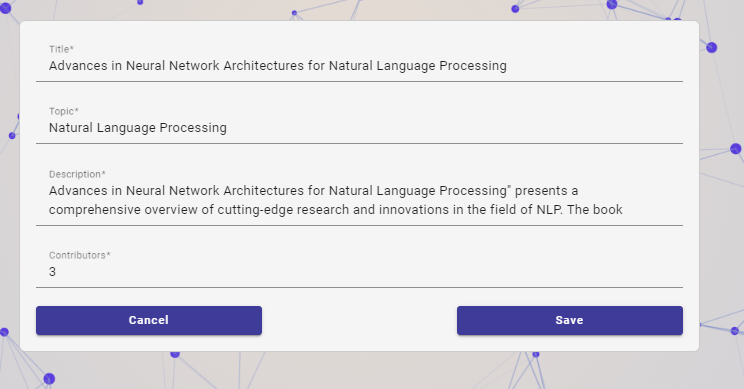 Title*
Advances in Neural Network Architectures for Natural Language Processing
Topic*
Natural Language Processing
Description*
Advances in Neural Network Architectures for Natural Language Processing" presents a
comprehensive overview of cutting-edge research and innovations in the field of NLP. The book
Contributors*
3
Cancel
Save